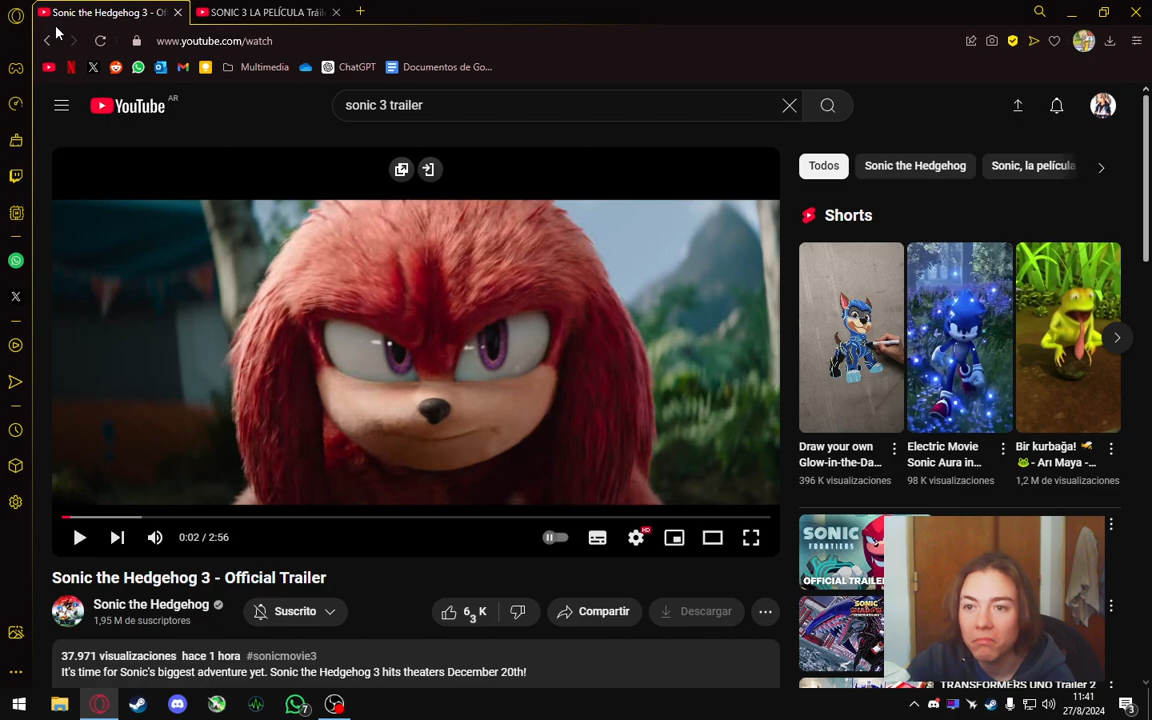 Sonic the Hedgehog 3 - Of
SONIC 3 LA PELÍCULA Tráil
www.youtube.com/watch
Multimedia
ChatGPT
Documentos de Go...
YouTube AR
sonic 3 trailer
Todos
Sonic the Hedgehog
Sonic, la película
Shorts
Draw your own
Glow-in-the-Da...
396 K visualizaciones
Electric Movie
Sonic Aura in...
98 K visualizaciones
Bir kurbağa!
- Arı Maya -...
1,2 M de visualizaciones
0:02 / 2:56
HD
Sonic the Hedgehog 3 - Official Trailer
Sonic the Hedgehog
1,95 M de suscriptores
Suscrito
Compartir
Descargar
37.971 visualizaciones hace 1 hora #sonicmovie3
It's time for Sonic's biggest adventure yet. Sonic the Hedgehog 3 hits theaters December 20th!
SONIC
FRONTIERS
OFFICIAL TRAILER
SONIC
TRANSFORMERS UNO Trailer 2
7
11:41
27/8/2024
3